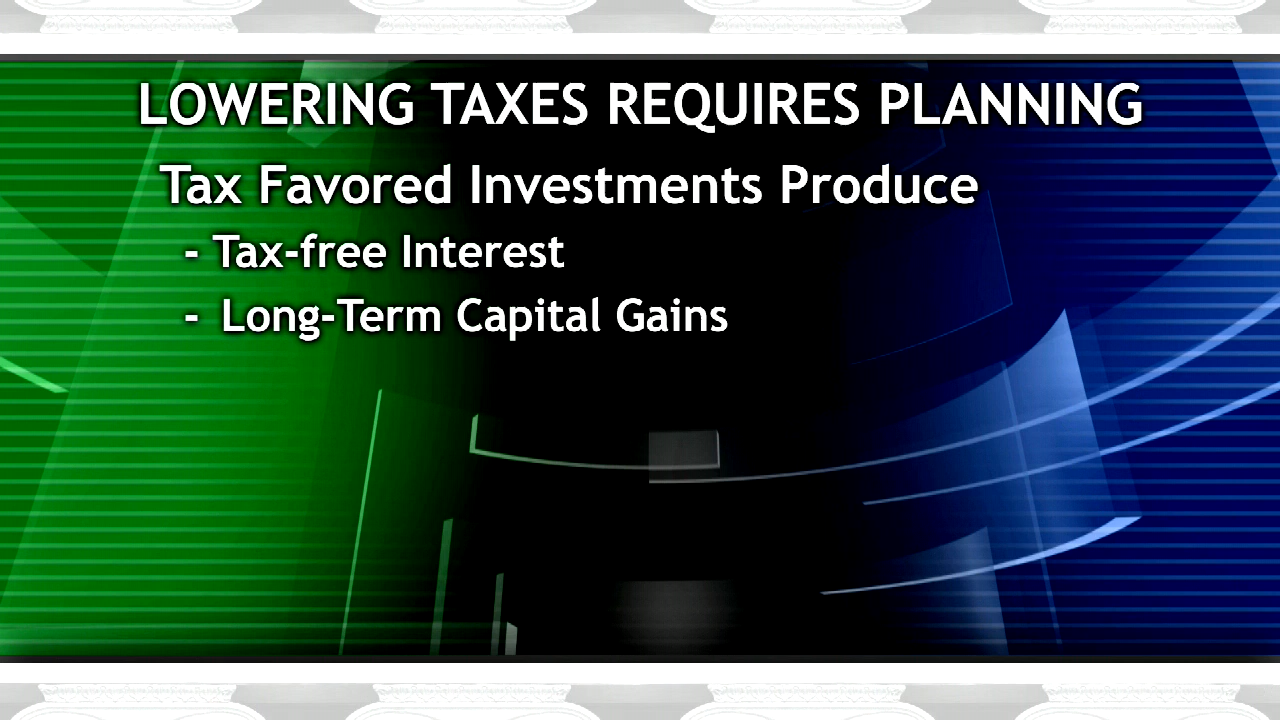 LOWERING TAXES REQUIRES PLANNING
Tax Favored Investments Produce
- Tax-free Interest
- Long-Term Capital Gains